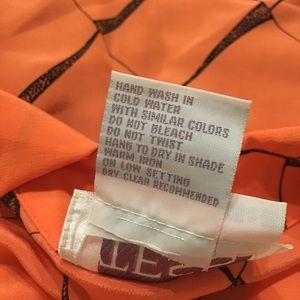 HAND WASH IN
COLD WATER
WITH SIMILAR COLORS
DO NOT BLEACH
DO NOT TWIST
HANG TO DRY IN SHADE
WARM IRON
ON LOW SETTING
DRY CLEAR RECOMMENDED